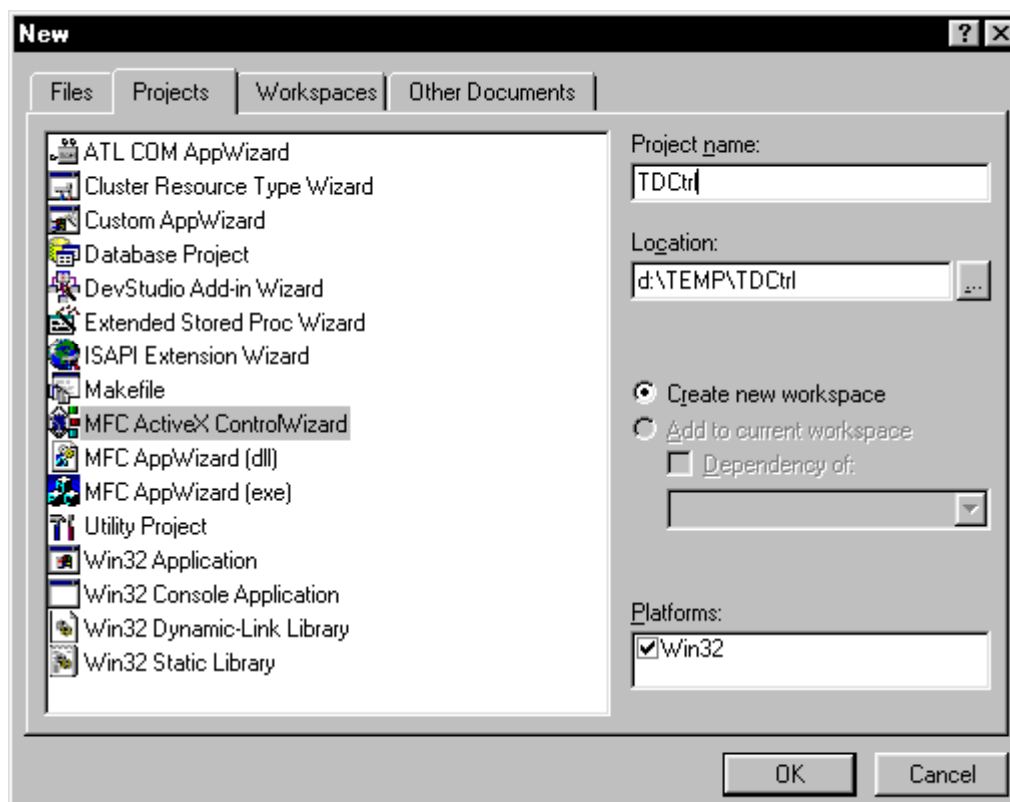 New
Files Projects Workspaces Other Documents
ATL COM AppWizard
Cluster Resource Type Wizard
Custom AppWizard
Database Project
DevStudio Add-in Wizard
Extended Stored Proc Wizard
ISAPI Extension Wizard
Makefile
MFC ActiveX ControlWizard
MFC AppWizard (dll)
MFC AppWizard (exe)
Utility Project
Win32 Application
Win32 Console Application
Win32 Dynamic-Link Library
Win32 Static Library
Project name:
TDCtrl
Location:
d:\TEMP\TDCtrl
...
Create new workspace
Add to current workspace
Dependency of:
Platforms:
Win32
OK Cancel